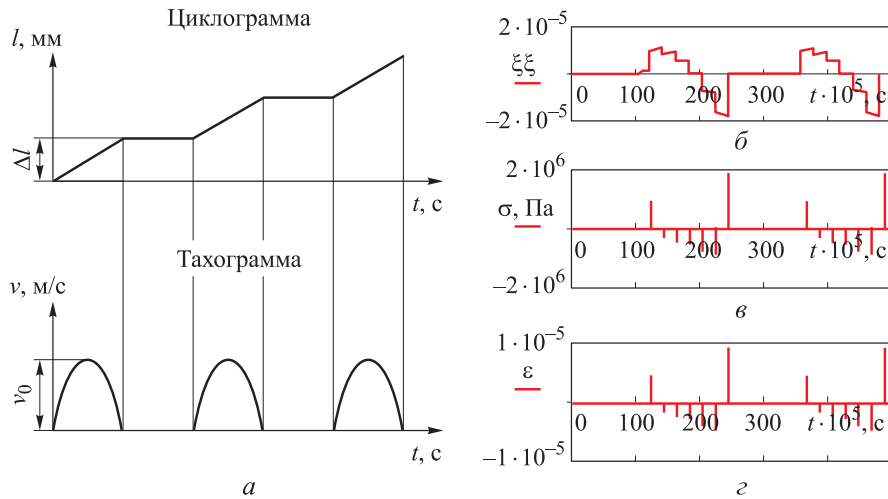 Циклограмма
l, мм
Δl
t, с
Тахограмма
v, м/с
v₀
t, с
а
2·10⁻⁵
ξξ
0 100 200 300 t·10⁵, с
−2·10⁻⁵
б
2·10⁶
σ, Па
0 100 200 300 t·10⁵, с
−2·10⁶
в
1·10⁻⁵
ε
0 100 200 300 t·10⁵, с
−1·10⁻⁵
г